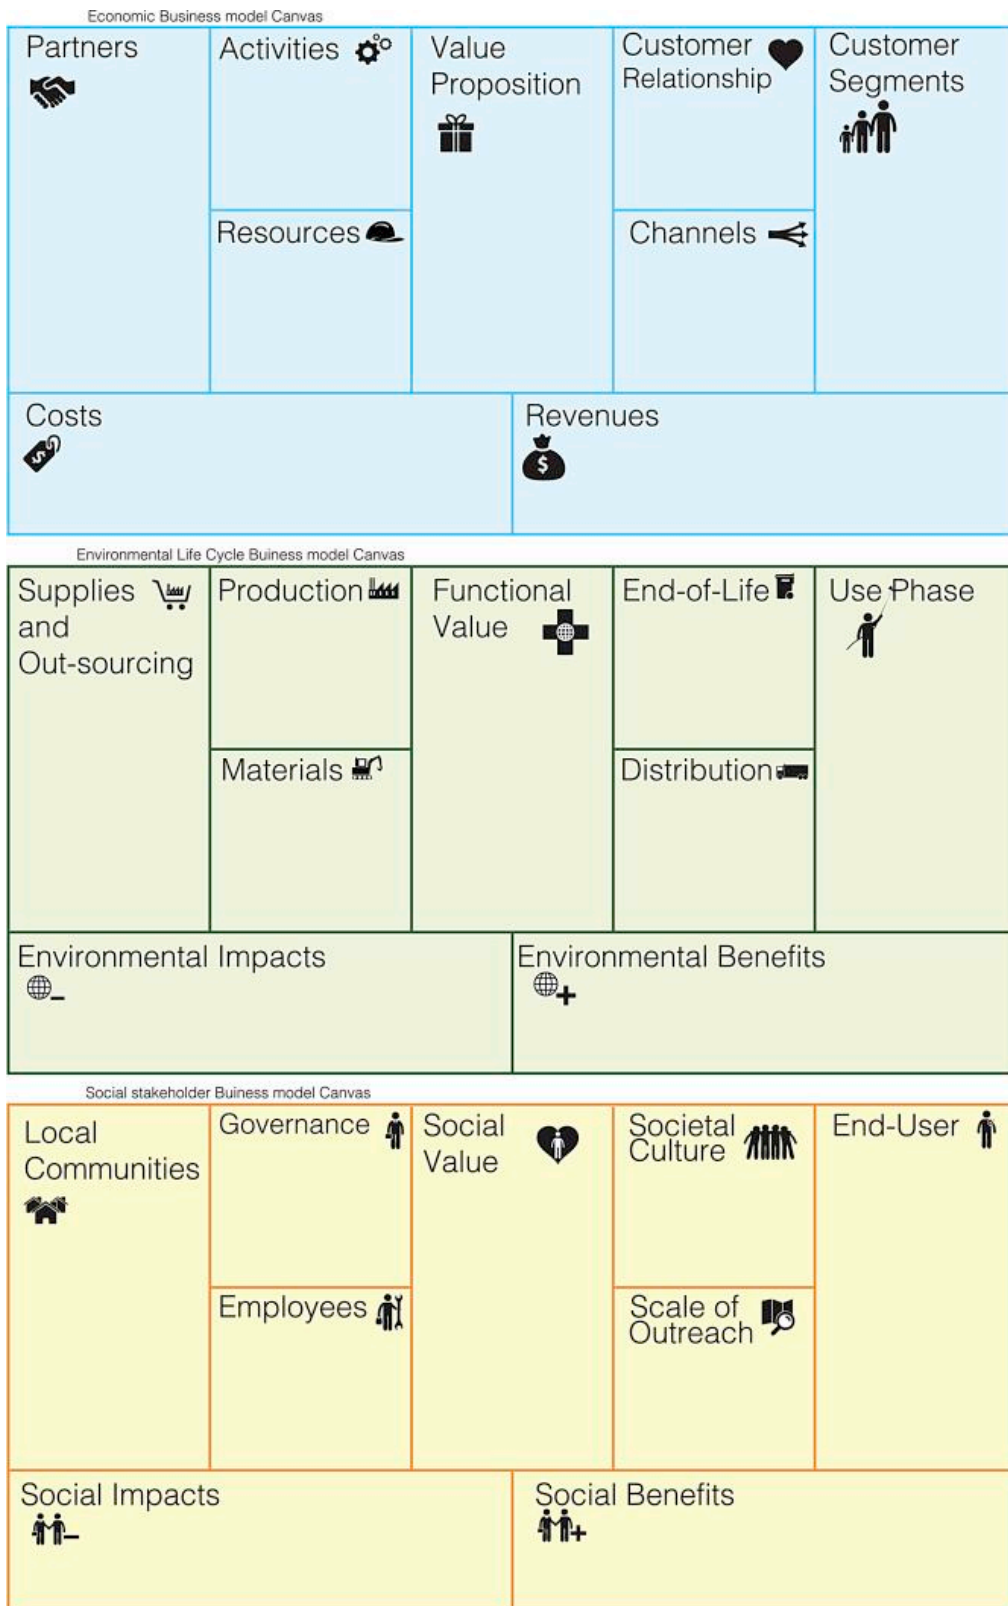 Economic Business model Canvas
Partners
Activities
Value
Proposition
Customer
Relationship
Customer
Segments
Resources
Channels
Costs
$
Revenues
$
Environmental Life Cycle Buiness model Canvas
Supplies
and
Out-sourcing
Production
Functional
Value
End-of-Life
Use Phase
Materials
Distribution
Environmental Impacts
Environmental Benefits
Social stakeholder Buiness model Canvas
Local
Communities
Governance
Social
Value
Societal
Culture
End-User
Employees
Scale of
Outreach
Social Impacts
Social Benefits